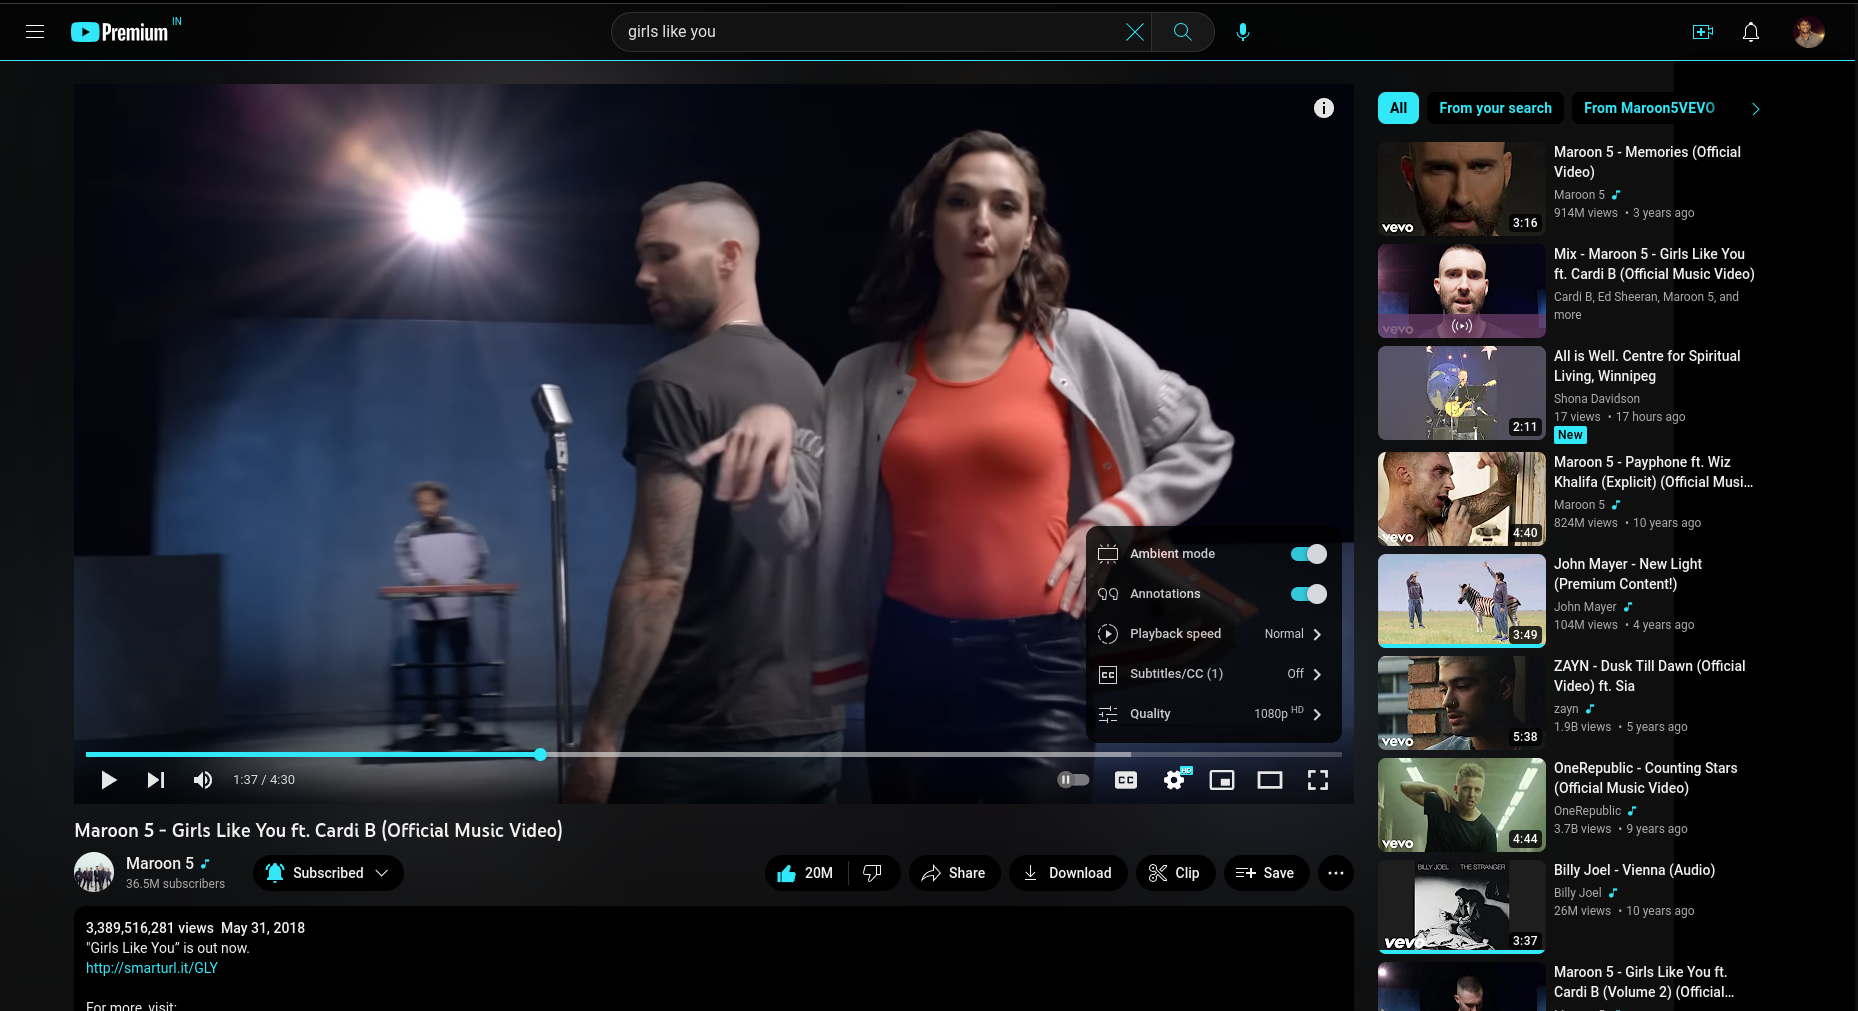 Premium IN
girls like you
All
From your search
From Maroon5VEVO
Maroon 5 - Memories (Official
Video)
Maroon 5
914M views • 3 years ago
vevo
3:16
Mix - Maroon 5 - Girls Like You
ft. Cardi B (Official Music Video)
Cardi B, Ed Sheeran, Maroon 5, and
more
vevo
All is Well. Centre for Spiritual
Living, Winnipeg
Shona Davidson
17 views • 17 hours ago
New
2:11
Maroon 5 - Payphone ft. Wiz
Khalifa (Explicit) (Official Musi...
Maroon 5
824M views • 10 years ago
vevo
4:40
John Mayer - New Light
(Premium Content!)
John Mayer
104M views • 4 years ago
3:49
ZAYN - Dusk Till Dawn (Official
Video) ft. Sia
zayn
1.9B views • 5 years ago
vevo
5:38
OneRepublic - Counting Stars
(Official Music Video)
OneRepublic
3.7B views • 9 years ago
vevo
4:44
BILLY JOEL THE STRANGER
Billy Joel - Vienna (Audio)
Billy Joel
26M views • 10 years ago
vevo
3:37
Maroon 5 - Girls Like You ft.
Cardi B (Volume 2) (Official...
Ambient mode
Annotations
Playback speed Normal
Subtitles/CC (1) Off
Quality 1080p HD
1:37 / 4:30
CC
HD
Maroon 5 - Girls Like You ft. Cardi B (Official Music Video)
Maroon 5
36.5M subscribers
Subscribed
20M
Share
Download
Clip
Save
3,389,516,281 views May 31, 2018
"Girls Like You” is out now.
http://smarturl.it/GLY
For more, visit: